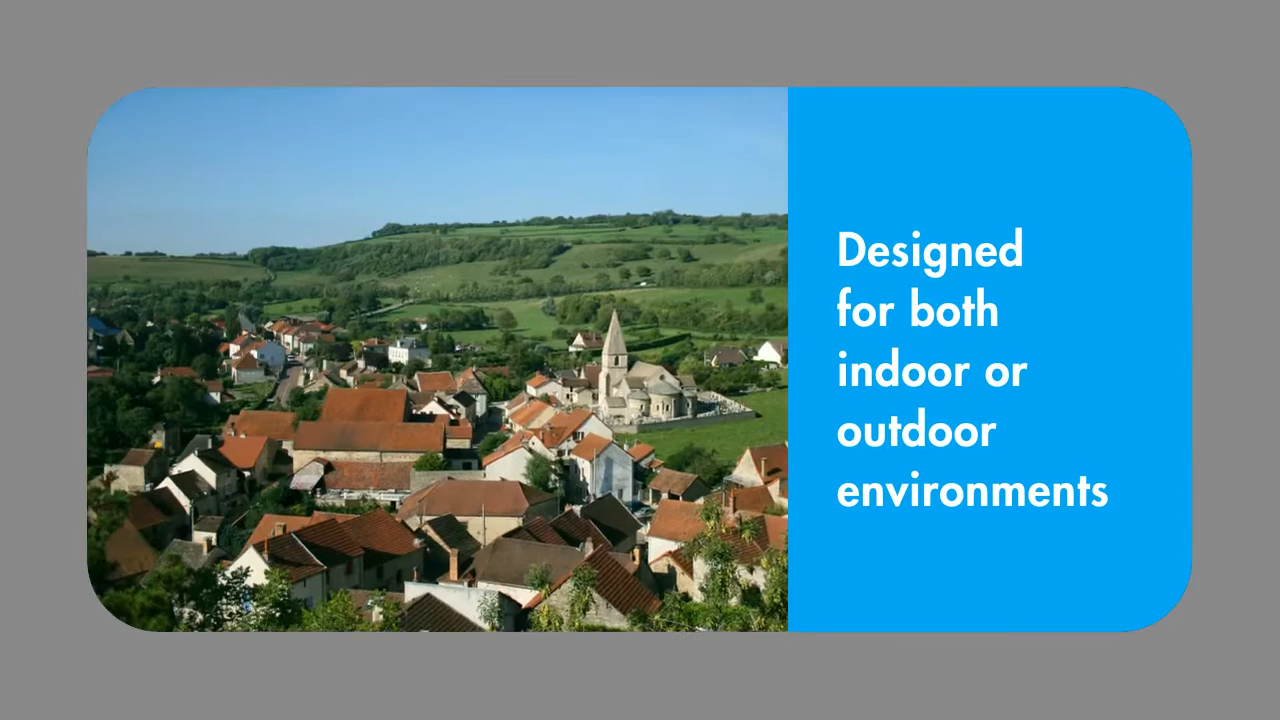 Designed
for both
indoor or
outdoor
environments